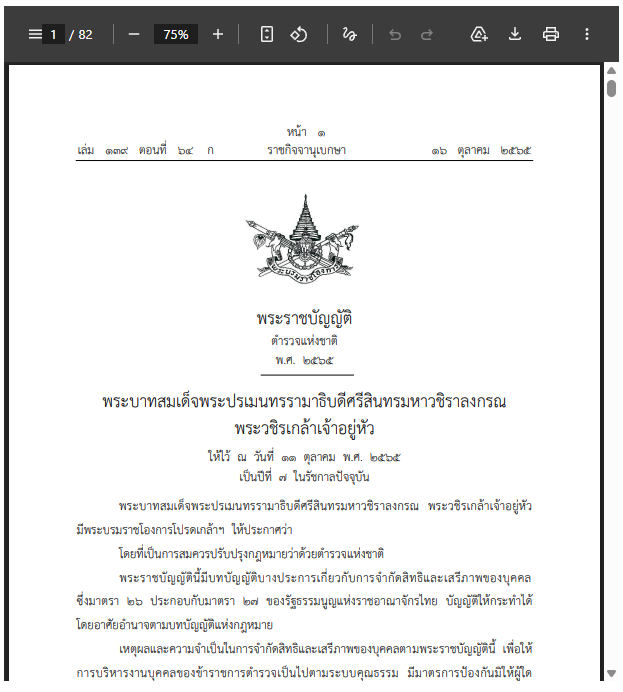 1 / 82 75%
หน้า ๑
เล่ม ๑๓๙ ตอนที่ ๖๔ ก ราชกิจจานุเบกษา ๑๖ ตุลาคม ๒๕๖๕
พระบรมราชโองการ
พระราชบัญญัติ
ตำรวจแห่งชาติ
พ.ศ. ๒๕๖๕
พระบาทสมเด็จพระปรเมนทรรามาธิบดีศรีสินทรมหาวชิราลงกรณ
พระวชิรเกล้าเจ้าอยู่หัว
ให้ไว้ ณ วันที่ ๑๑ ตุลาคม พ.ศ. ๒๕๖๕
เป็นปีที่ ๗ ในรัชกาลปัจจุบัน
พระบาทสมเด็จพระปรเมนทรรามาธิบดีศรีสินทรมหาวชิราลงกรณ พระวชิรเกล้าเจ้าอยู่หัว
มีพระบรมราชโองการโปรดเกล้าฯ ให้ประกาศว่า
โดยที่เป็นการสมควรปรับปรุงกฎหมายว่าด้วยตำรวจแห่งชาติ
พระราชบัญญัตินี้มีบทบัญญัติบางประการเกี่ยวกับการจำกัดสิทธิและเสรีภาพของบุคคล
ซึ่งมาตรา ๒๖ ประกอบกับมาตรา ๒๗ ของรัฐธรรมนูญแห่งราชอาณาจักรไทย บัญญัติให้กระทำได้
โดยอาศัยอำนาจตามบทบัญญัติแห่งกฎหมาย
เหตุผลและความจำเป็นในการจำกัดสิทธิและเสรีภาพของบุคคลตามพระราชบัญญัตินี้ เพื่อให้
การบริหารงานบุคคลของข้าราชการตำรวจเป็นไปตามระบบคุณธรรม มีมาตรการป้องกันมิให้ผู้ใด